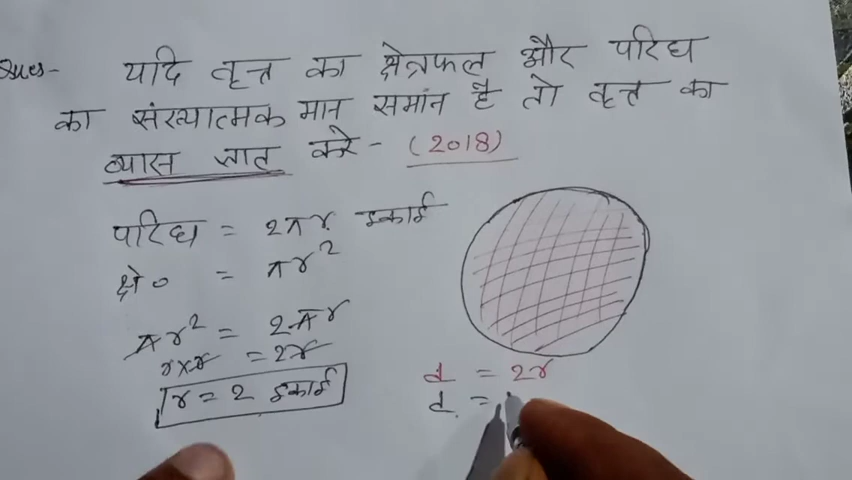 Ques- यदि वृत्त का क्षेत्रफल और परिध
का संख्यात्मक मान समान है तो वृत्त का
व्यास ज्ञात करे - (2018)
परिध = 2πr इकाई
क्षे० = πr²
πr² = 2πr
r×r = 2r
r = 2 इकाई
d = 2r
d =